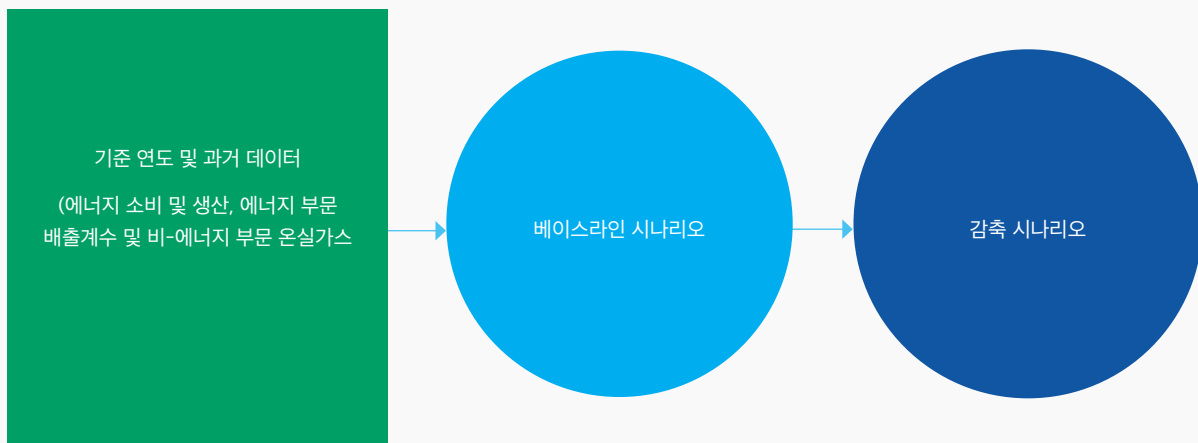 기준 연도 및 과거 데이터
(에너지 소비 및 생산, 에너지 부문
배출계수 및 비-에너지 부문 온실가스
베이스라인 시나리오
감축 시나리오